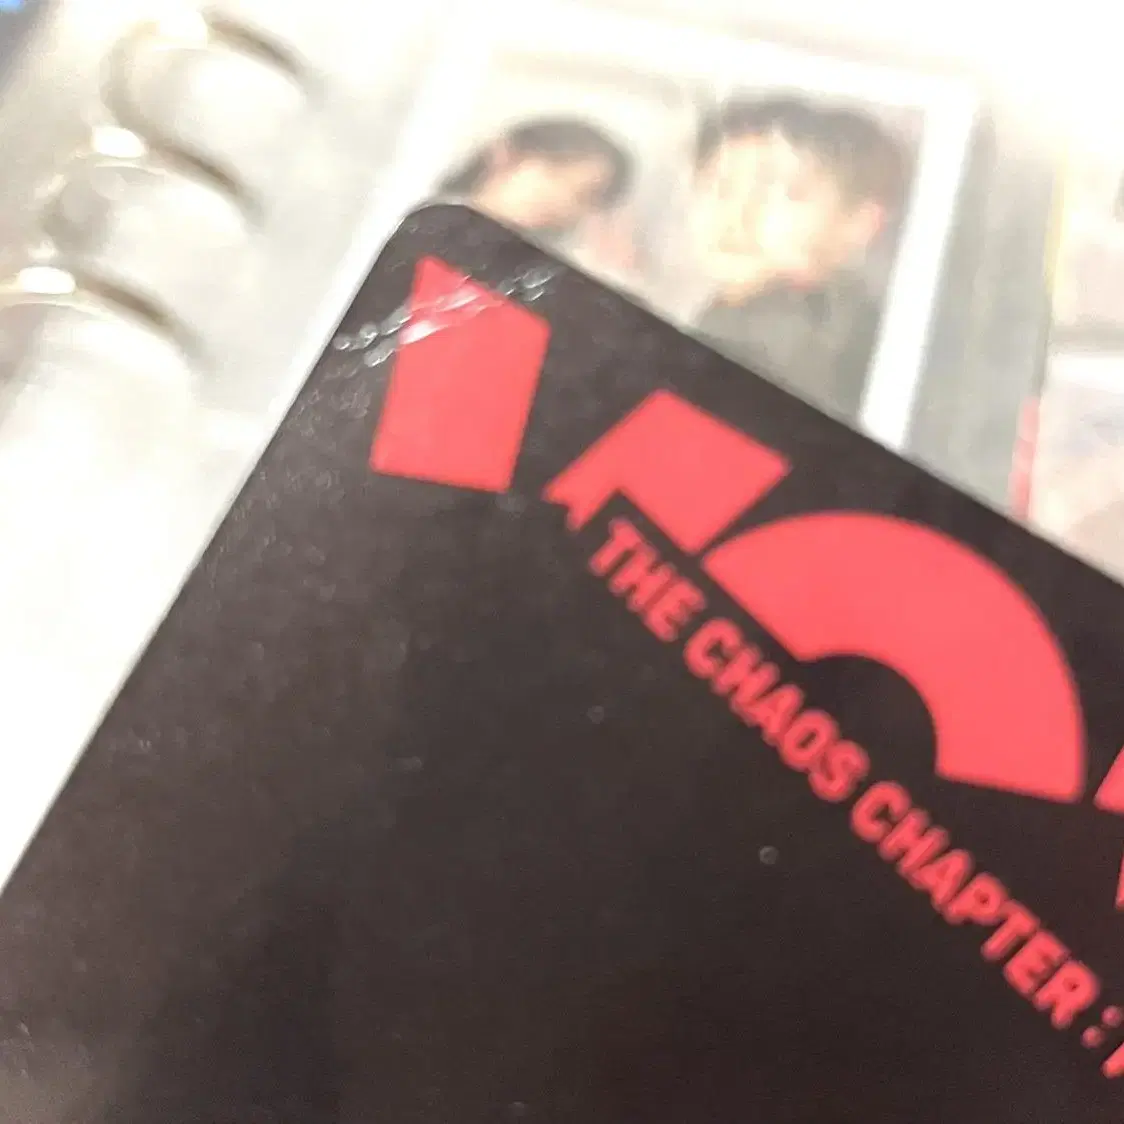 THE CHAOS CHAPTER :